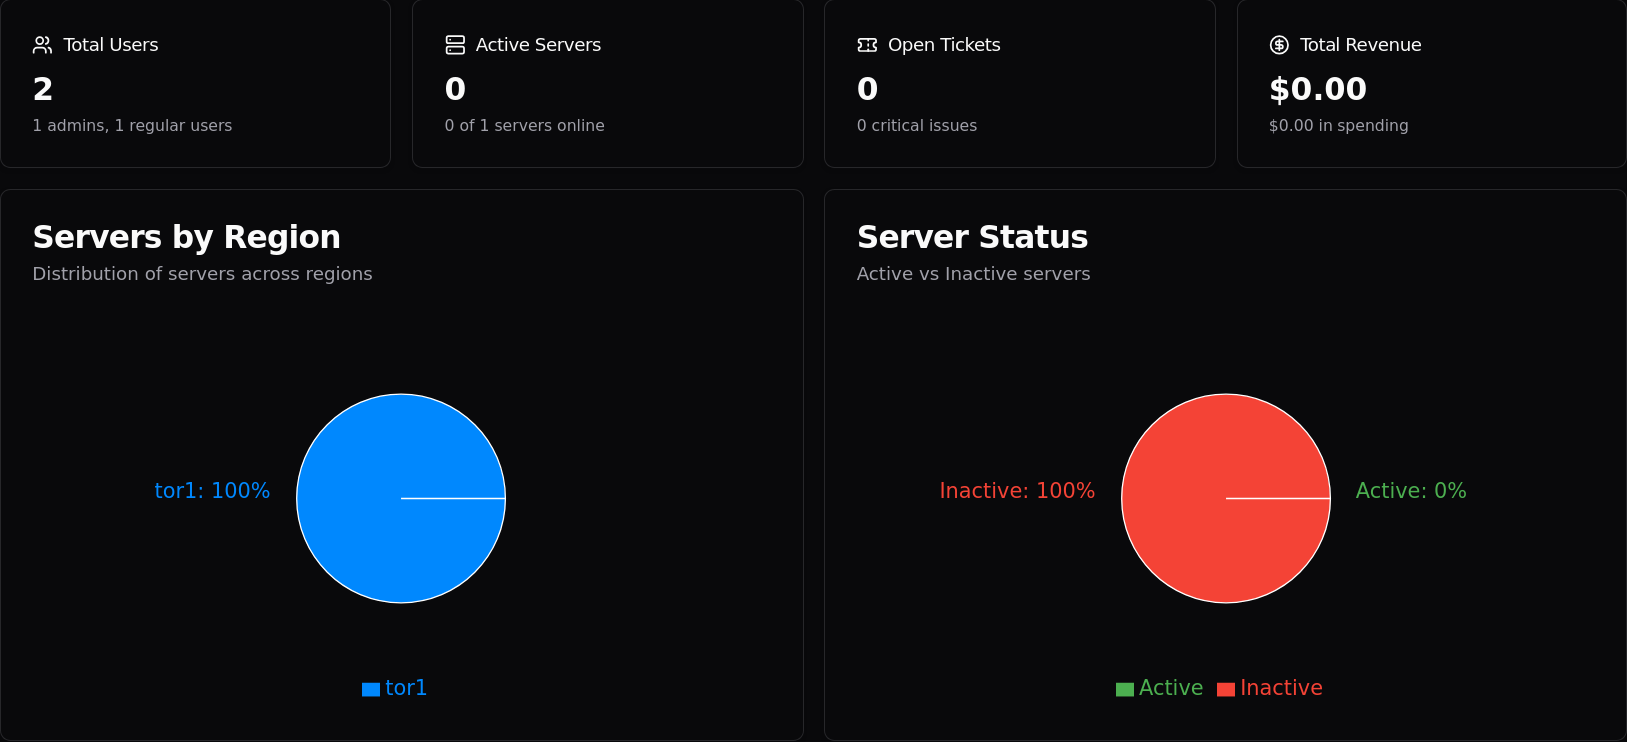 Total Users
2
1 admins, 1 regular users
Active Servers
0
0 of 1 servers online
Open Tickets
0
0 critical issues
Total Revenue
$0.00
$0.00 in spending
Servers by Region
Distribution of servers across regions
tor1: 100%
tor1
Server Status
Active vs Inactive servers
Inactive: 100%
Active: 0%
Active
Inactive